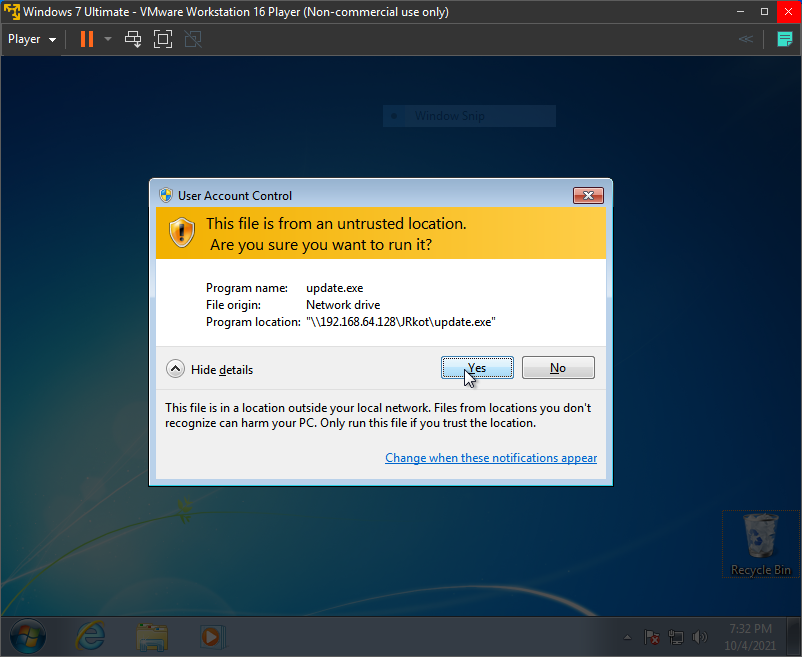 Windows 7 Ultimate - VMware Workstation 16 Player (Non-commercial use only)
Player
Window Snip
User Account Control
This file is from an untrusted location.
Are you sure you want to run it?
Program name: update.exe
File origin: Network drive
Program location: "\\192.168.64.128\JRkot\update.exe"
Hide details
Yes
No
This file is in a location outside your local network. Files from locations you don't
recognize can harm your PC. Only run this file if you trust the location.
Change when these notifications appear
Recycle Bin
7:32 PM
10/4/2021